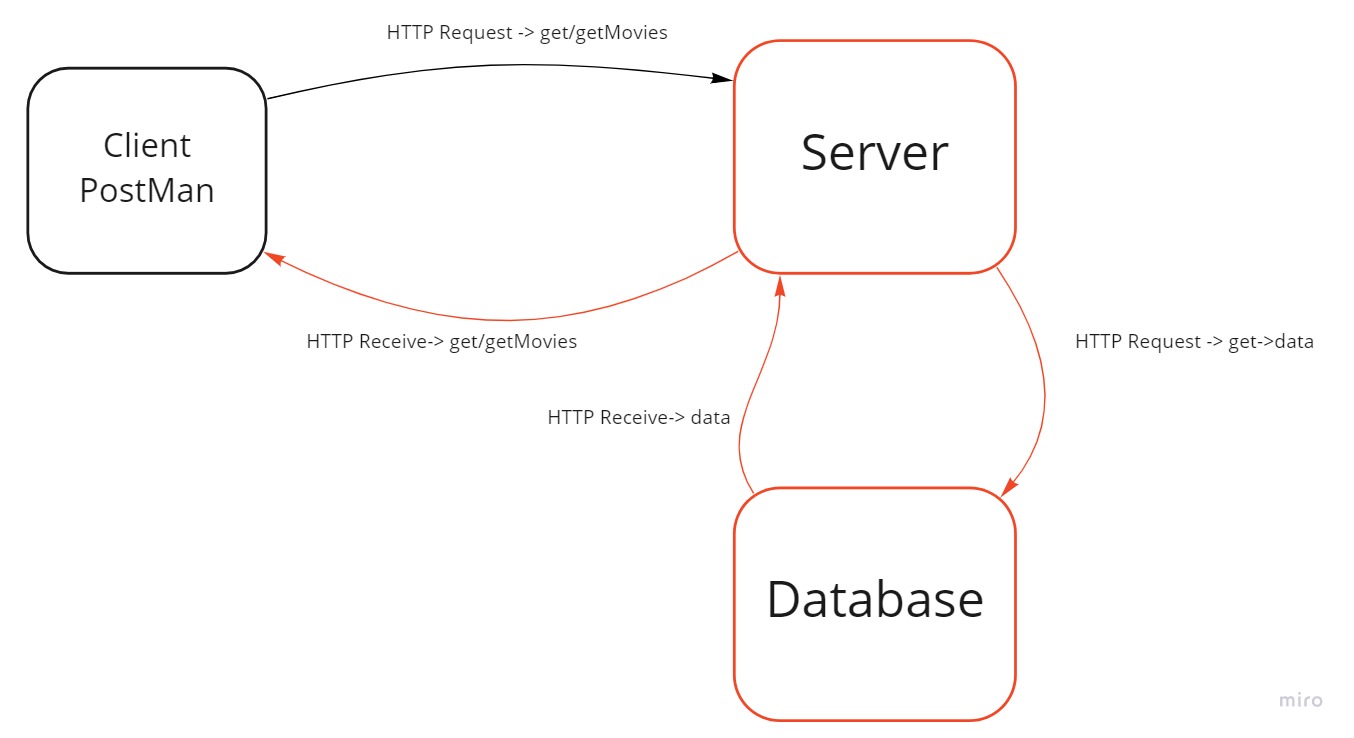 HTTP Request -> get/getMovies
Client
PostMan
Server
HTTP Receive-> get/getMovies
HTTP Request -> get->data
HTTP Receive-> data
Database
miro